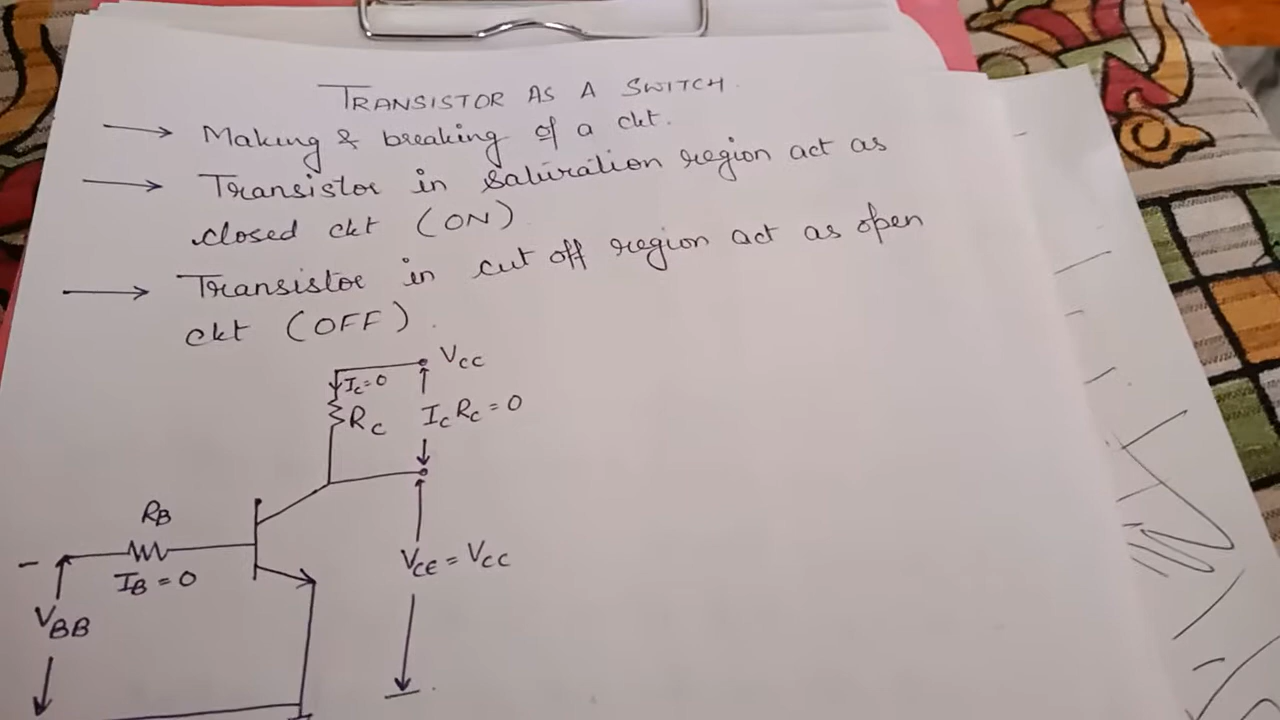 TRANSISTOR AS A SWITCH
→ Making & breaking of a ckt.
→ Transistor in saturation region act as
closed ckt (ON)
→ Transistor in cut off region act as open
ckt (OFF).
VCC
IC=0
RC
ICRC=0
RB
IB=0
VCE=VCC
-
VBB